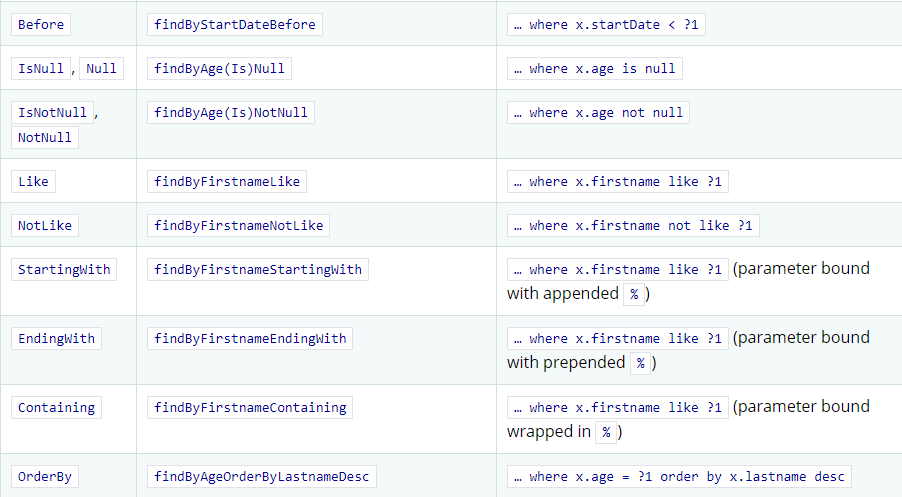 Before findByStartDateBefore … where x.startDate < ?1
IsNull , Null findByAge(Is)Null … where x.age is null
IsNotNull , findByAge(Is)NotNull … where x.age not null
NotNull
Like findByFirstnameLike … where x.firstname like ?1
NotLike findByFirstnameNotLike … where x.firstname not like ?1
StartingWith findByFirstnameStartingWith … where x.firstname like ?1 (parameter bound
with appended % )
EndingWith findByFirstnameEndingWith … where x.firstname like ?1 (parameter bound
with prepended % )
Containing findByFirstnameContaining … where x.firstname like ?1 (parameter bound
wrapped in % )
OrderBy findByAgeOrderByLastnameDesc … where x.age = ?1 order by x.lastname desc